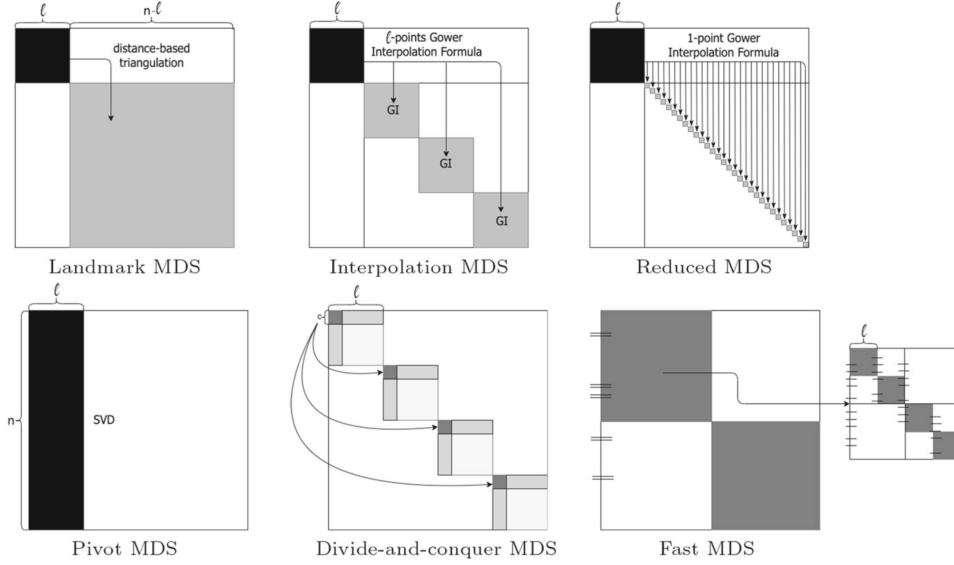 ℓ
n-ℓ
distance-based
triangulation
Landmark MDS
ℓ
ℓ-points Gower
Interpolation Formula
GI
GI
GI
Interpolation MDS
ℓ
1-point Gower
Interpolation Formula
Reduced MDS
ℓ
n
SVD
Pivot MDS
ℓ
c
Divide-and-conquer MDS
ℓ
Fast MDS